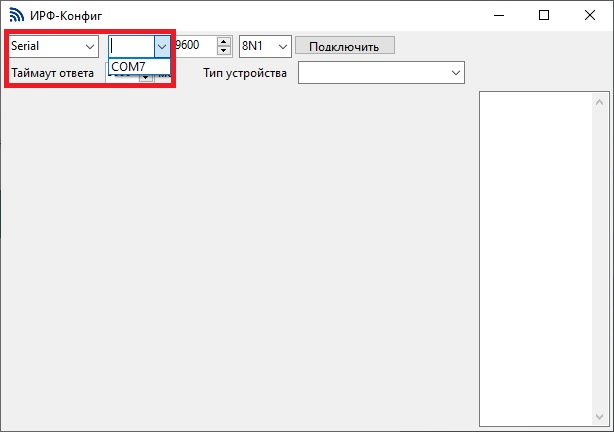 ИРФ-Конфиг
Serial 9600 8N1 Подключить
COM7
Таймаут ответа Тип устройства